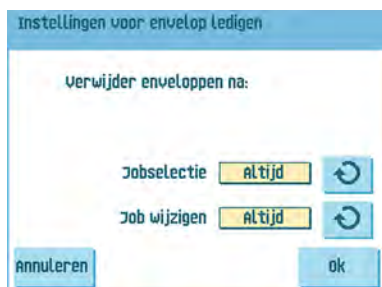 Instellingen voor envelop ledigen
Verwijder enveloppen na:
Jobselectie Altijd
Job wijzigen Altijd
Annuleren Ok